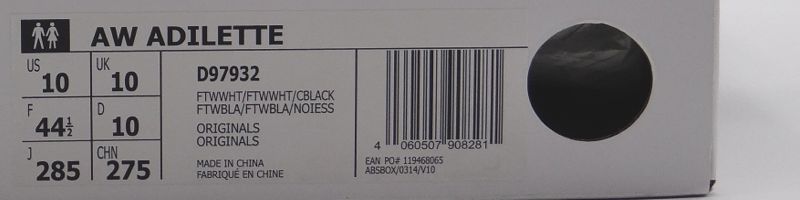 AW ADILETTE
US 10 UK 10
F 44½ D 10
J 285 CHN 275
D97932
FTWWHT/FTWWHT/CBLACK
FTWBLA/FTWBLA/NOIESS
ORIGINALS
ORIGINALS
MADE IN CHINA
FABRIQUÉ EN CHINE
4 060507 908281
EAN PO# 119468065
ABSBOX/0314/V10